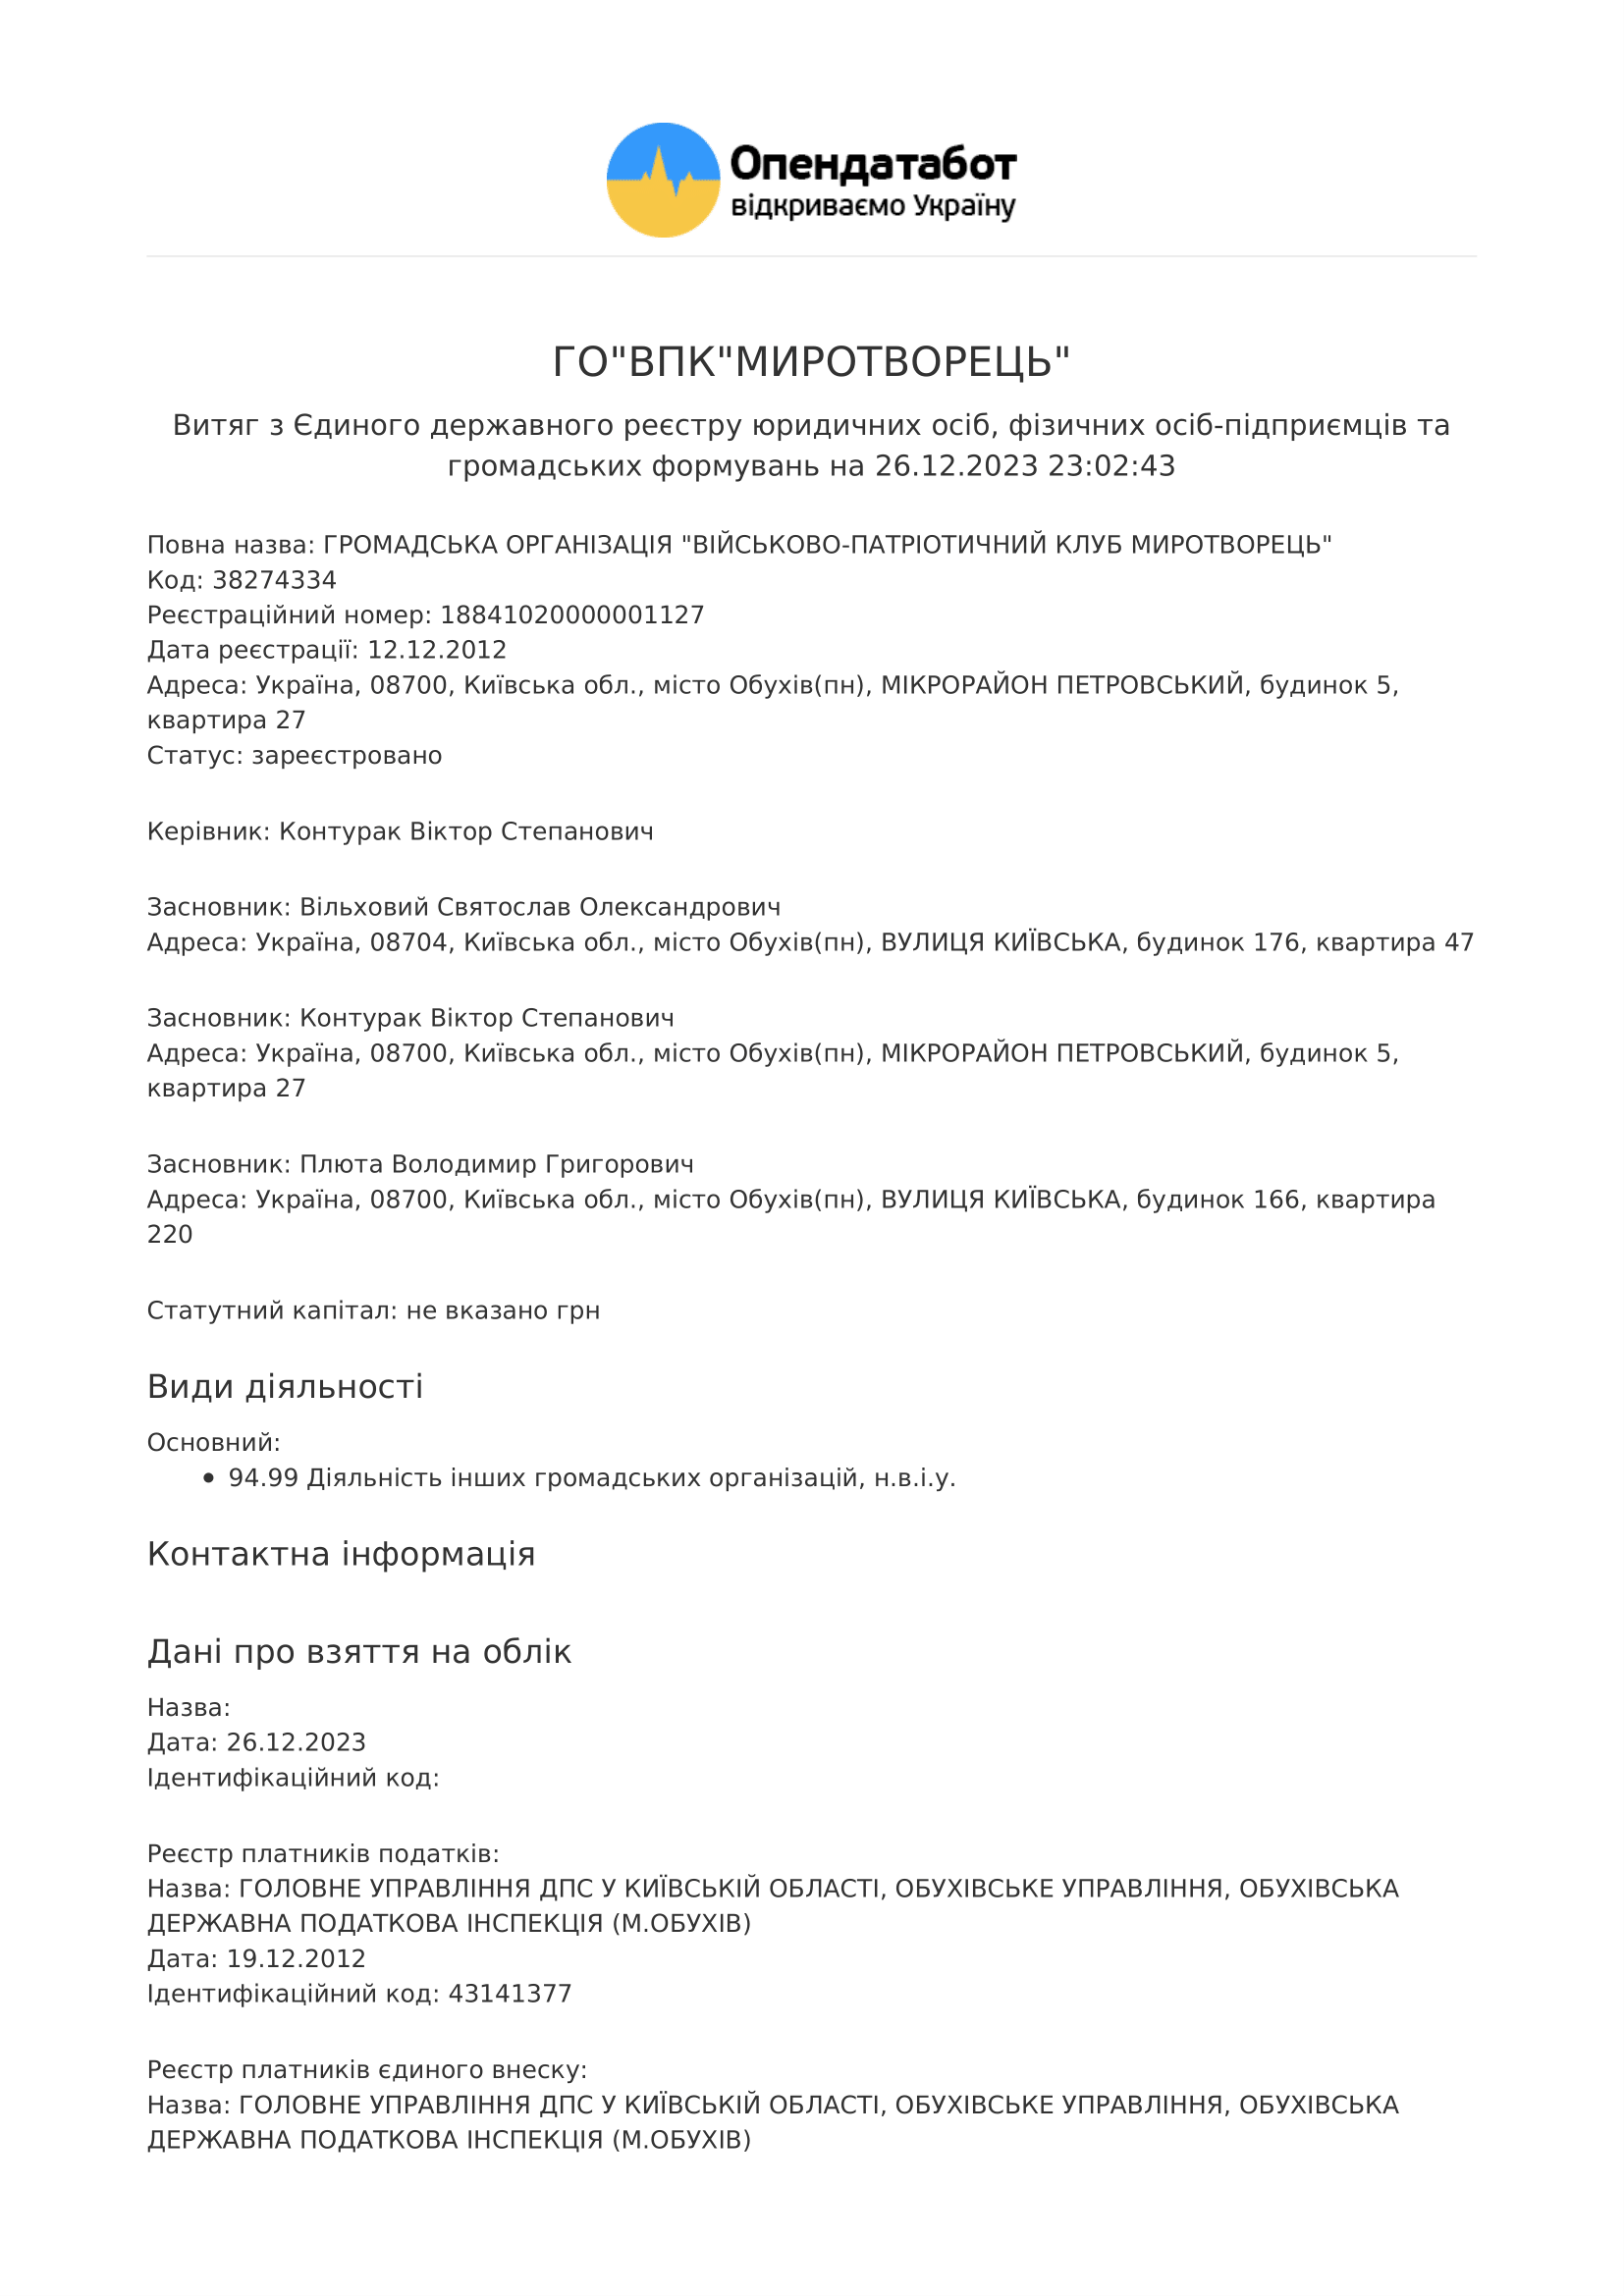 Опендатабот
відкриваємо Україну
ГО"ВПК"МИРОТВОРЕЦЬ"
Витяг з Єдиного державного реєстру юридичних осіб, фізичних осіб-підприємців та
громадських формувань на 26.12.2023 23:02:43
Повна назва: ГРОМАДСЬКА ОРГАНІЗАЦІЯ "ВІЙСЬКОВО-ПАТРІОТИЧНИЙ КЛУБ МИРОТВОРЕЦЬ"
Код: 38274334
Реєстраційний номер: 18841020000001127
Дата реєстрації: 12.12.2012
Адреса: Україна, 08700, Київська обл., місто Обухів(пн), МІКРОРАЙОН ПЕТРОВСЬКИЙ, будинок 5,
квартира 27
Статус: зареєстровано
Керівник: Контурак Віктор Степанович
Засновник: Вільховий Святослав Олександрович
Адреса: Україна, 08704, Київська обл., місто Обухів(пн), ВУЛИЦЯ КИЇВСЬКА, будинок 176, квартира 47
Засновник: Контурак Віктор Степанович
Адреса: Україна, 08700, Київська обл., місто Обухів(пн), МІКРОРАЙОН ПЕТРОВСЬКИЙ, будинок 5,
квартира 27
Засновник: Плюта Володимир Григорович
Адреса: Україна, 08700, Київська обл., місто Обухів(пн), ВУЛИЦЯ КИЇВСЬКА, будинок 166, квартира
220
Статутний капітал: не вказано грн
Види діяльності
Основний:
• 94.99 Діяльність інших громадських організацій, н.в.і.у.
Контактна інформація
Дані про взяття на облік
Назва:
Дата: 26.12.2023
Ідентифікаційний код:
Реєстр платників податків:
Назва: ГОЛОВНЕ УПРАВЛІННЯ ДПС У КИЇВСЬКІЙ ОБЛАСТІ, ОБУХІВСЬКЕ УПРАВЛІННЯ, ОБУХІВСЬКА
ДЕРЖАВНА ПОДАТКОВА ІНСПЕКЦІЯ (М.ОБУХІВ)
Дата: 19.12.2012
Ідентифікаційний код: 43141377
Реєстр платників єдиного внеску:
Назва: ГОЛОВНЕ УПРАВЛІННЯ ДПС У КИЇВСЬКІЙ ОБЛАСТІ, ОБУХІВСЬКЕ УПРАВЛІННЯ, ОБУХІВСЬКА
ДЕРЖАВНА ПОДАТКОВА ІНСПЕКЦІЯ (М.ОБУХІВ)